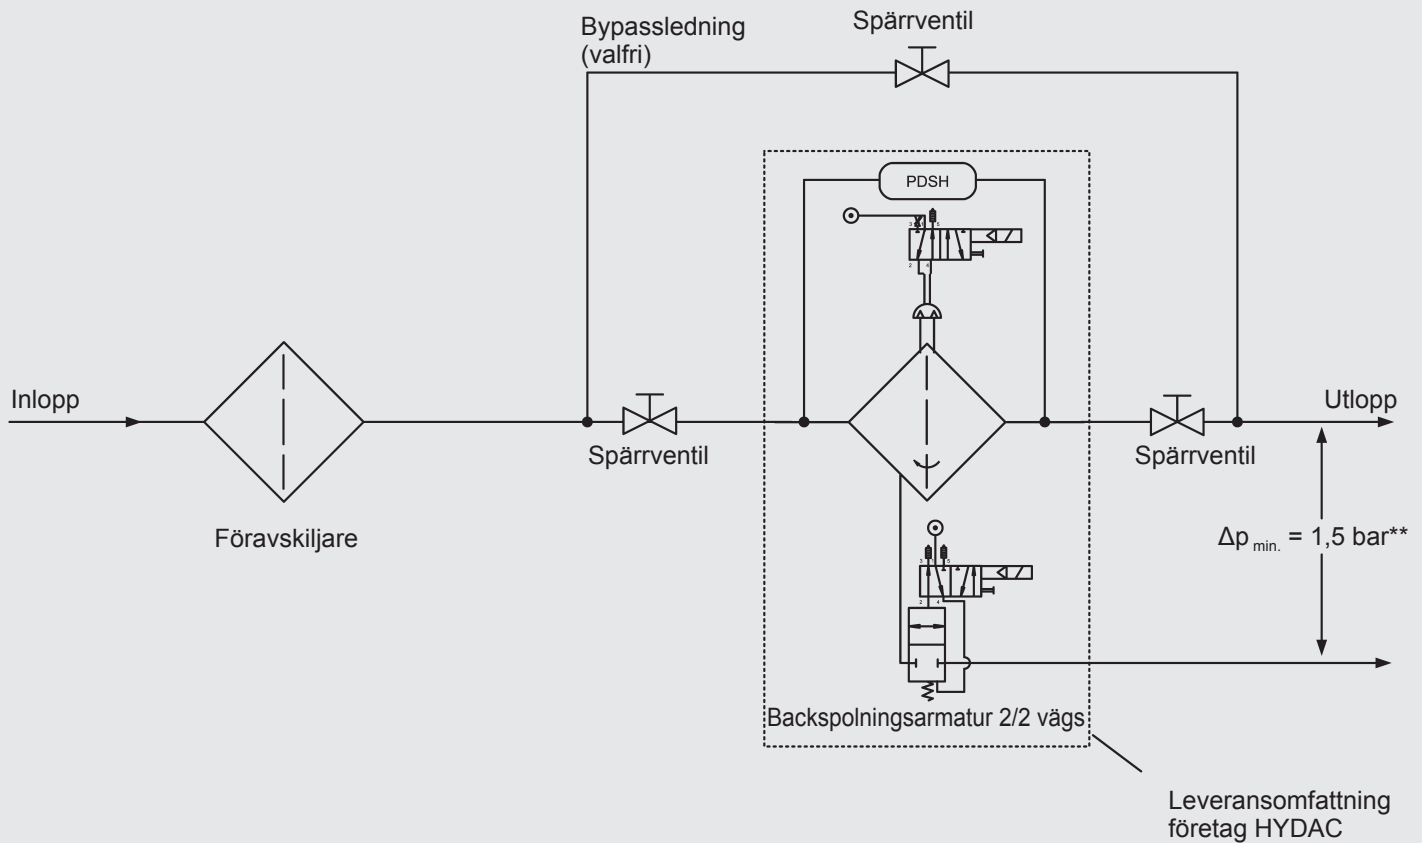 Bypassledning
(valfri)
Spärrventil
PDSH
Inlopp
Utlopp
Spärrventil
Spärrventil
Föravskiljare
Δp min. = 1,5 bar**
Backspolningsarmatur 2/2 vägs
Leveransomfattning
företag HYDAC